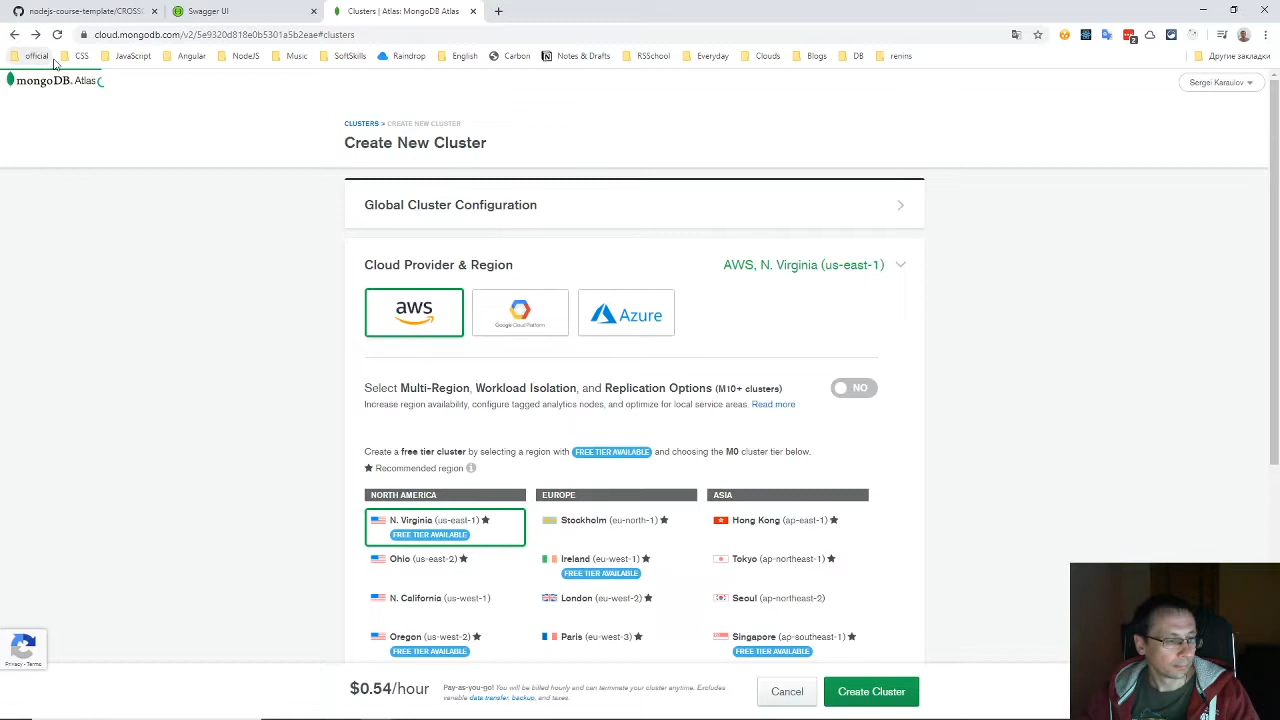 nodejs-course-template/CROSS:
Swagger UI
Clusters | Atlas: MongoDB Atlas
cloud.mongodb.com/v2/5e9320d818e0b5301a5b2eae#clusters
official CSS JavaScript Angular NodeJS Music SoftSkills Raindrop English Carbon Notes & Drafts RSSchool Everyday Clouds Blogs DB renins Другие закладки
mongoDB. Atlas
Sergei Karaulov
CLUSTERS > CREATE NEW CLUSTER
Create New Cluster
Global Cluster Configuration
Cloud Provider & Region
AWS, N. Virginia (us-east-1)
aws
Google Cloud Platform
Azure
Select Multi-Region, Workload Isolation, and Replication Options (M10+ clusters)
NO
Increase region availability, configure tagged analytics nodes, and optimize for local service areas. Read more
Create a free tier cluster by selecting a region with FREE TIER AVAILABLE and choosing the M0 cluster tier below.
Recommended region
NORTH AMERICA
EUROPE
ASIA
N. Virginia (us-east-1)
FREE TIER AVAILABLE
Stockholm (eu-north-1)
Hong Kong (ap-east-1)
Ohio (us-east-2)
Ireland (eu-west-1)
FREE TIER AVAILABLE
Tokyo (ap-northeast-1)
N. California (us-west-1)
London (eu-west-2)
Seoul (ap-northeast-2)
Oregon (us-west-2)
FREE TIER AVAILABLE
Paris (eu-west-3)
Singapore (ap-southeast-1)
FREE TIER AVAILABLE
Privacy - Terms
$0.54/hour
Pay-as-you-go! You will be billed hourly and can terminate your cluster anytime. Excludes
variable data transfer, backup, and taxes.
Cancel
Create Cluster